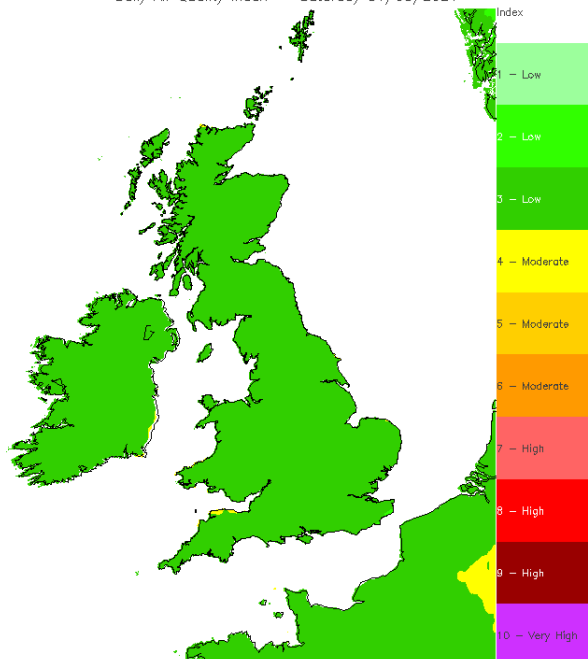 Index
1 - Low
2 - Low
3 - Low
4 - Moderate
5 - Moderate
6 - Moderate
7 - High
8 - High
9 - High
10 - Very High